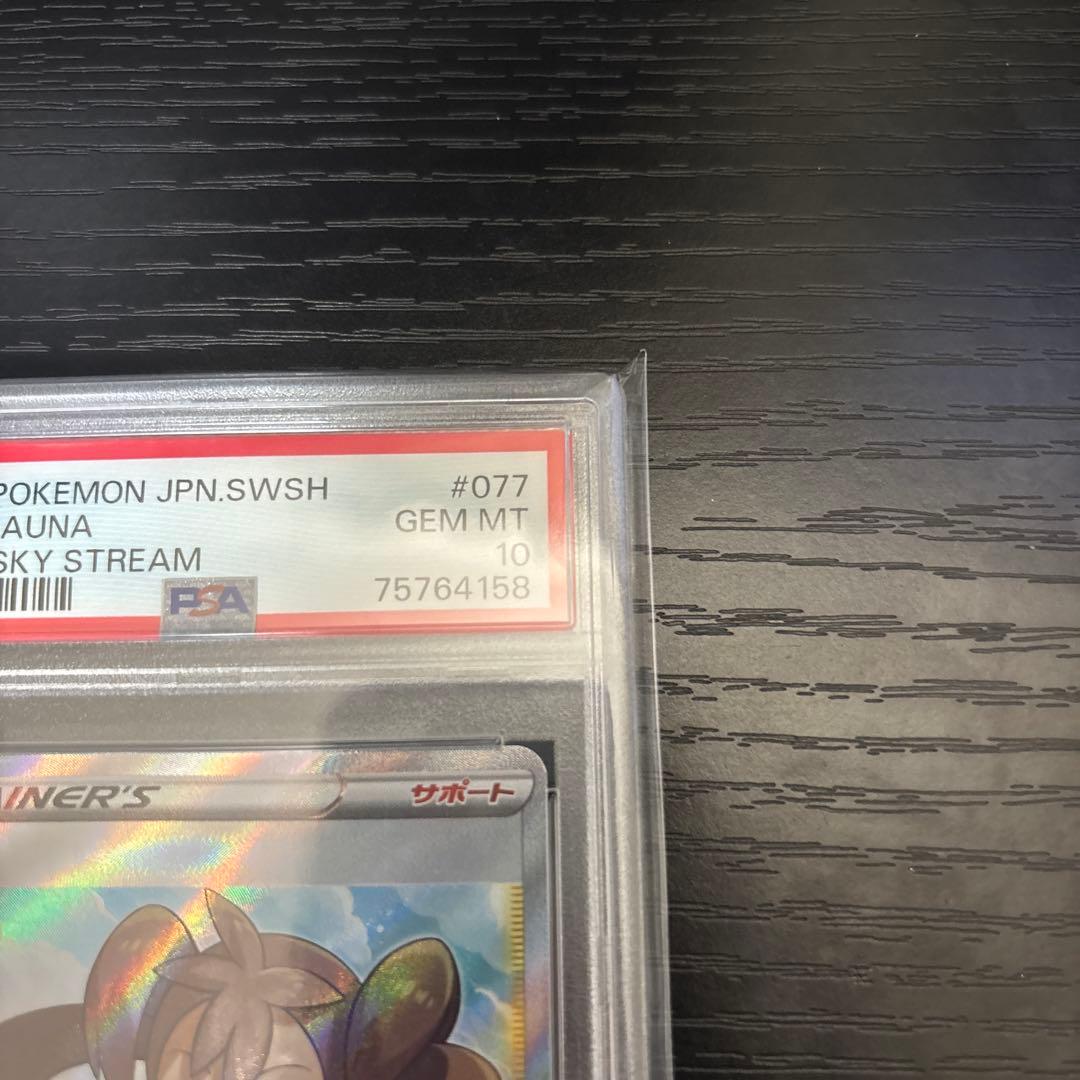 POKEMON JPN.SWSH #077
AUNA GEM MT
SKY STREAM 10
PSA 75764158
INER'S サポート